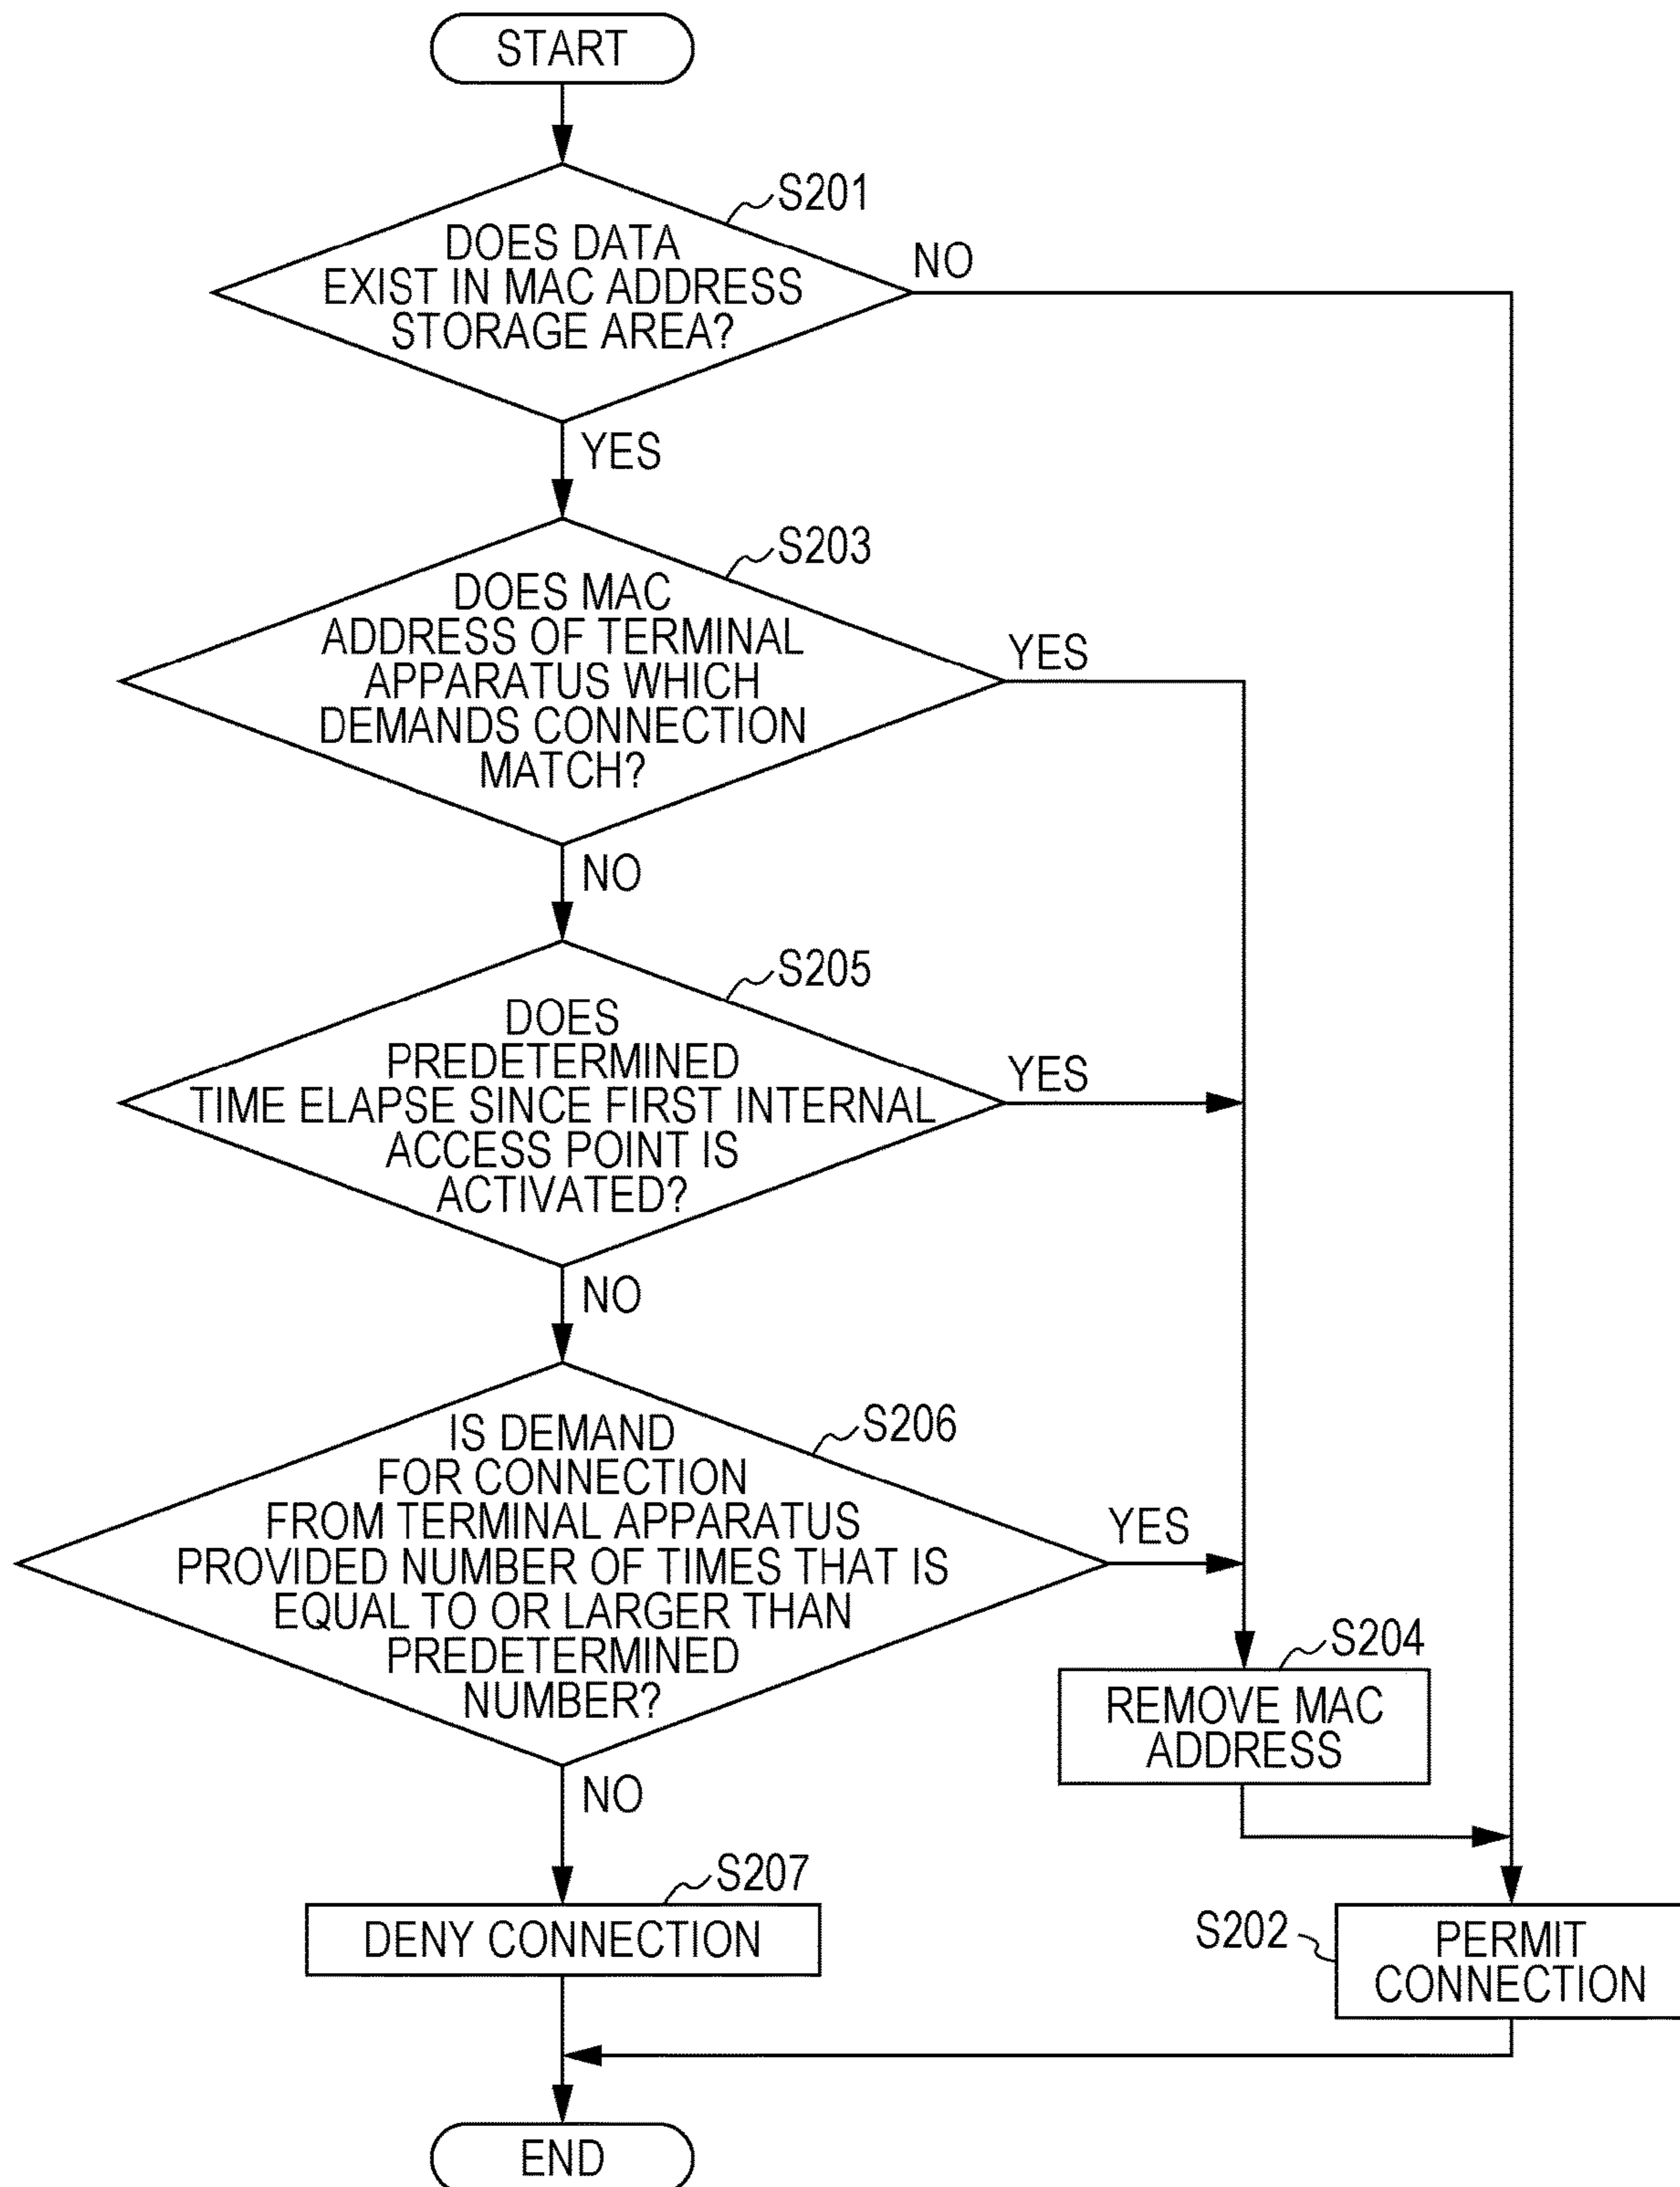 START
S201
DOES DATA
EXIST IN MAC ADDRESS
STORAGE AREA?
NO
YES
S203
DOES MAC
ADDRESS OF TERMINAL
APPARATUS WHICH
DEMANDS CONNECTION
MATCH?
YES
NO
S205
DOES
PREDETERMINED
TIME ELAPSE SINCE FIRST INTERNAL
ACCESS POINT IS
ACTIVATED?
YES
NO
S206
IS DEMAND
FOR CONNECTION
FROM TERMINAL APPARATUS
PROVIDED NUMBER OF TIMES THAT IS
EQUAL TO OR LARGER THAN
PREDETERMINED
NUMBER?
YES
S204
REMOVE MAC
ADDRESS
NO
S207
DENY CONNECTION
S202
PERMIT
CONNECTION
END